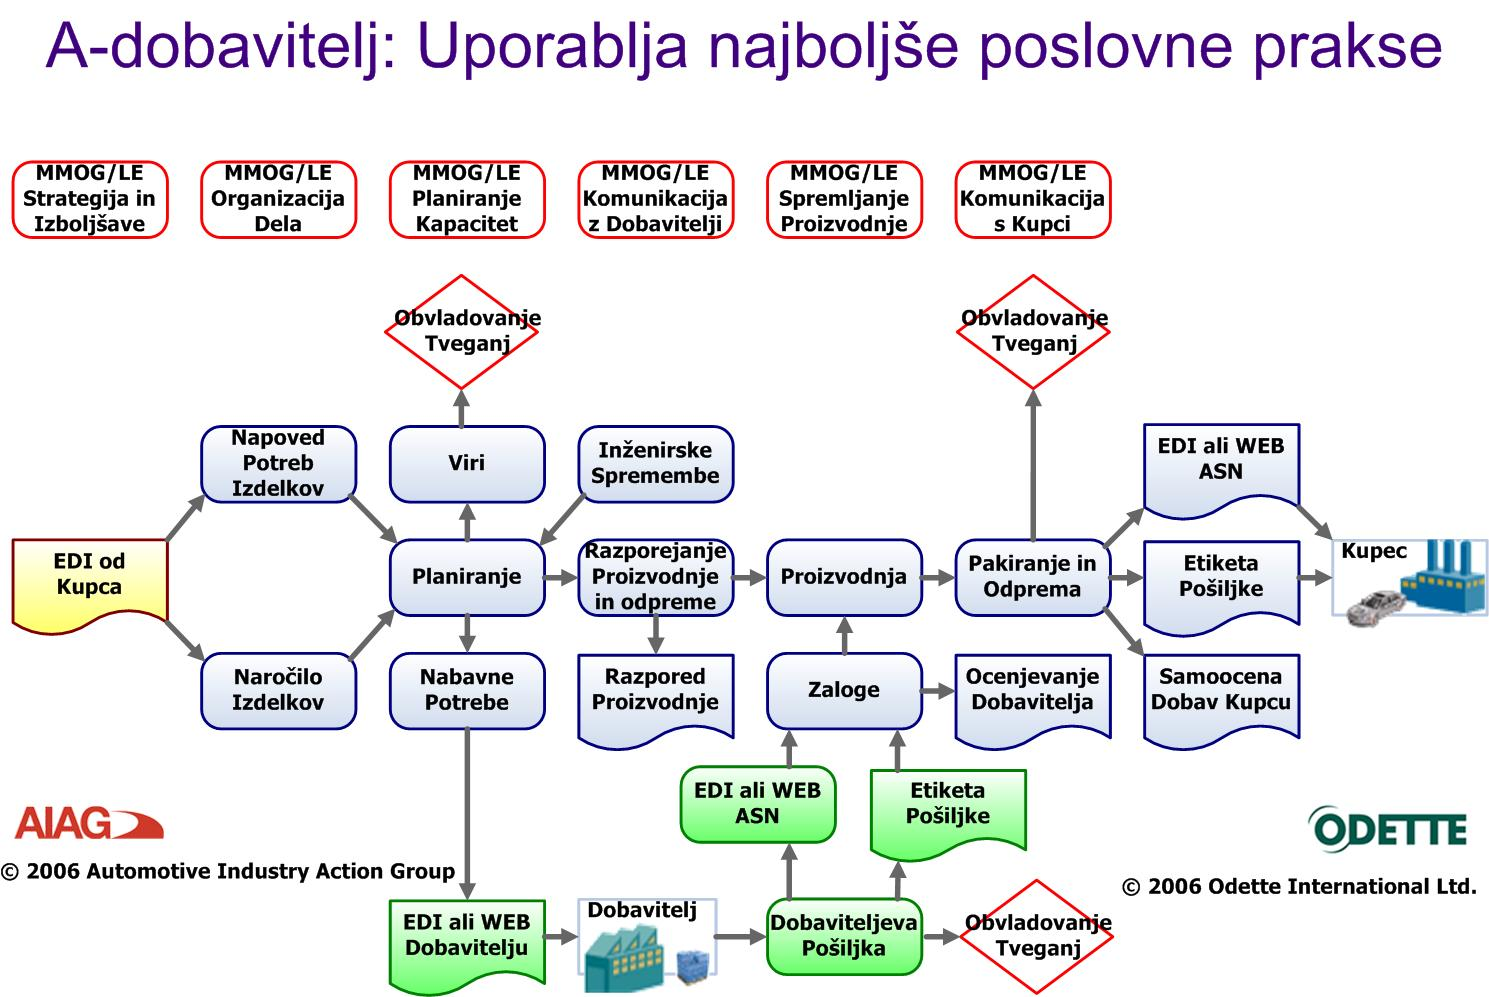 A-dobavitelj: Uporablja najboljše poslovne prakse
MMOG/LE
Strategija in
Izboljšave
MMOG/LE
Organizacija
Dela
MMOG/LE
Planiranje
Kapacitet
MMOG/LE
Komunikacija
z Dobavitelji
MMOG/LE
Spremljanje
Proizvodnje
MMOG/LE
Komunikacija
s Kupci
Obvladovanje
Tveganj
Obvladovanje
Tveganj
Napoved
Potreb
Izdelkov
Viri
Inženirske
Spremembe
EDI ali WEB
ASN
EDI od
Kupca
Planiranje
Razporejanje
Proizvodnje
in odpreme
Proizvodnja
Pakiranje in
Odprema
Etiketa
Pošiljke
Kupec
Naročilo
Izdelkov
Nabavne
Potrebe
Razpored
Proizvodnje
Zaloge
Ocenjevanje
Dobavitelja
Samoocena
Dobav Kupcu
EDI ali WEB
ASN
Etiketa
Pošiljke
AIAG
© 2006 Automotive Industry Action Group
ODETTE
© 2006 Odette International Ltd.
EDI ali WEB
Dobavitelju
Dobavitelj
Dobaviteljeva
Pošiljka
Obvladovanje
Tveganj